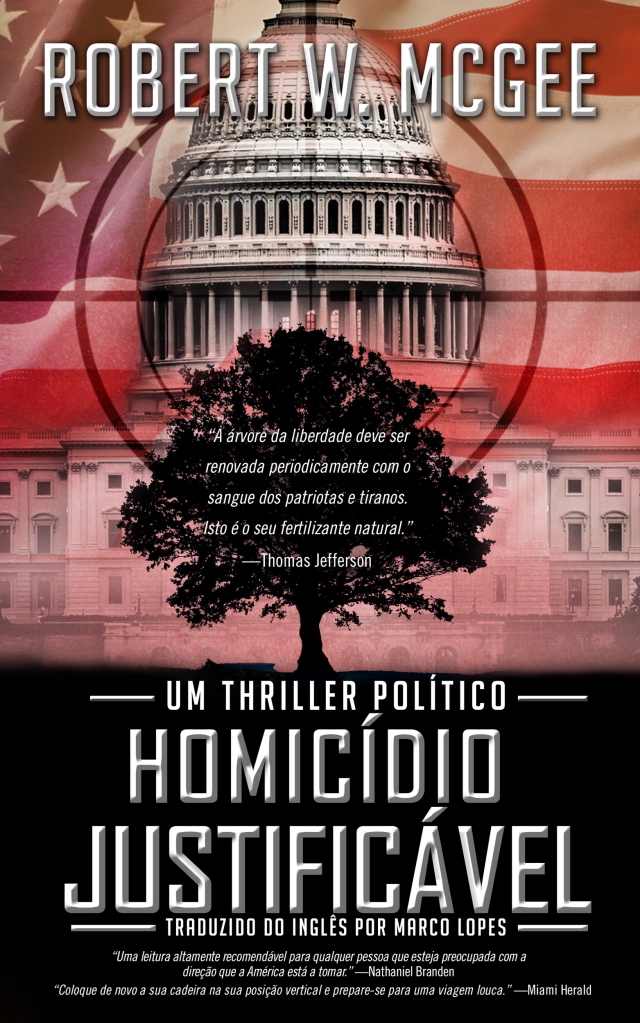 ROBERT W. MCGEE
“A árvore da liberdade deve ser
renovada periodicamente com o
sangue dos patriotas e tiranos.
Isto é o seu fertilizante natural.”
—Thomas Jefferson
UM THRILLER POLÍTICO
HOMICÍDIO
JUSTIFICÁVEL
TRADUZIDO DO INGLÊS POR MARCO LOPES
“Uma leitura altamente recomendável para qualquer pessoa que esteja preocupada com a
direção que a América está a tomar.” —Nathaniel Branden
“Coloque de novo a sua cadeira na sua posição vertical e prepare-se para uma viagem louca.” —Miami Herald